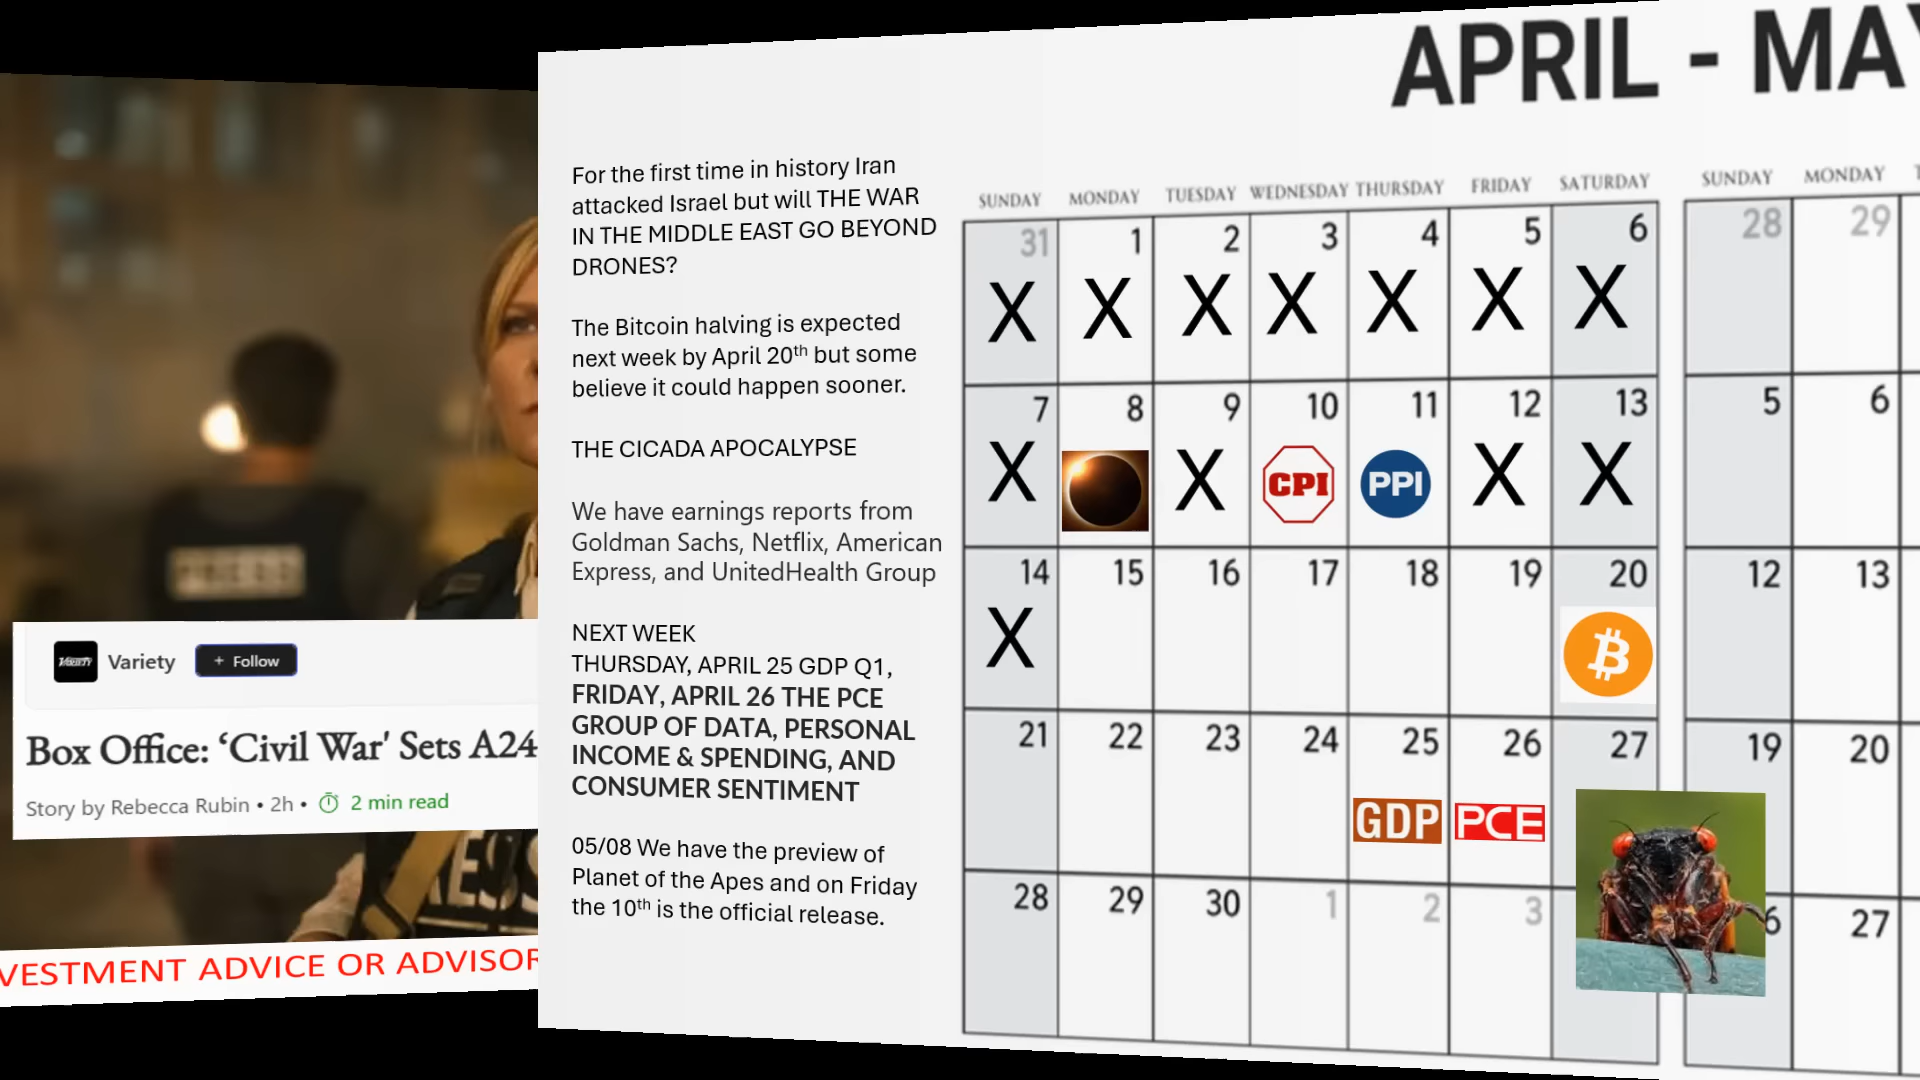 PRESS
Variety
+ Follow
Box Office: ‘Civil War' Sets A24
Story by Rebecca Rubin • 2h • 2 min read
VESTMENT ADVICE OR ADVISOR
For the first time in history Iran
attacked Israel but will THE WAR
IN THE MIDDLE EAST GO BEYOND
DRONES?
The Bitcoin halving is expected
next week by April 20th but some
believe it could happen sooner.
THE CICADA APOCALYPSE
We have earnings reports from
Goldman Sachs, Netflix, American
Express, and UnitedHealth Group
NEXT WEEK
THURSDAY, APRIL 25 GDP Q1,
FRIDAY, APRIL 26 THE PCE
GROUP OF DATA, PERSONAL
INCOME & SPENDING, AND
CONSUMER SENTIMENT
05/08 We have the preview of
Planet of the Apes and on Friday
the 10th is the official release.
APRIL - MAY
SUNDAY MONDAY TUESDAY WEDNESDAY THURSDAY FRIDAY SATURDAY
31 1 2 3 4 5 6
X X X X X X X
7 8 9 10 11 12 13
X X CPI PPI X X
14 15 16 17 18 19 20
X ₿
21 22 23 24 25 26 27
GDP PCE
28 29 30 1 2 3
SUNDAY MONDAY
28 29
5 6
12 13
19 20
6 27